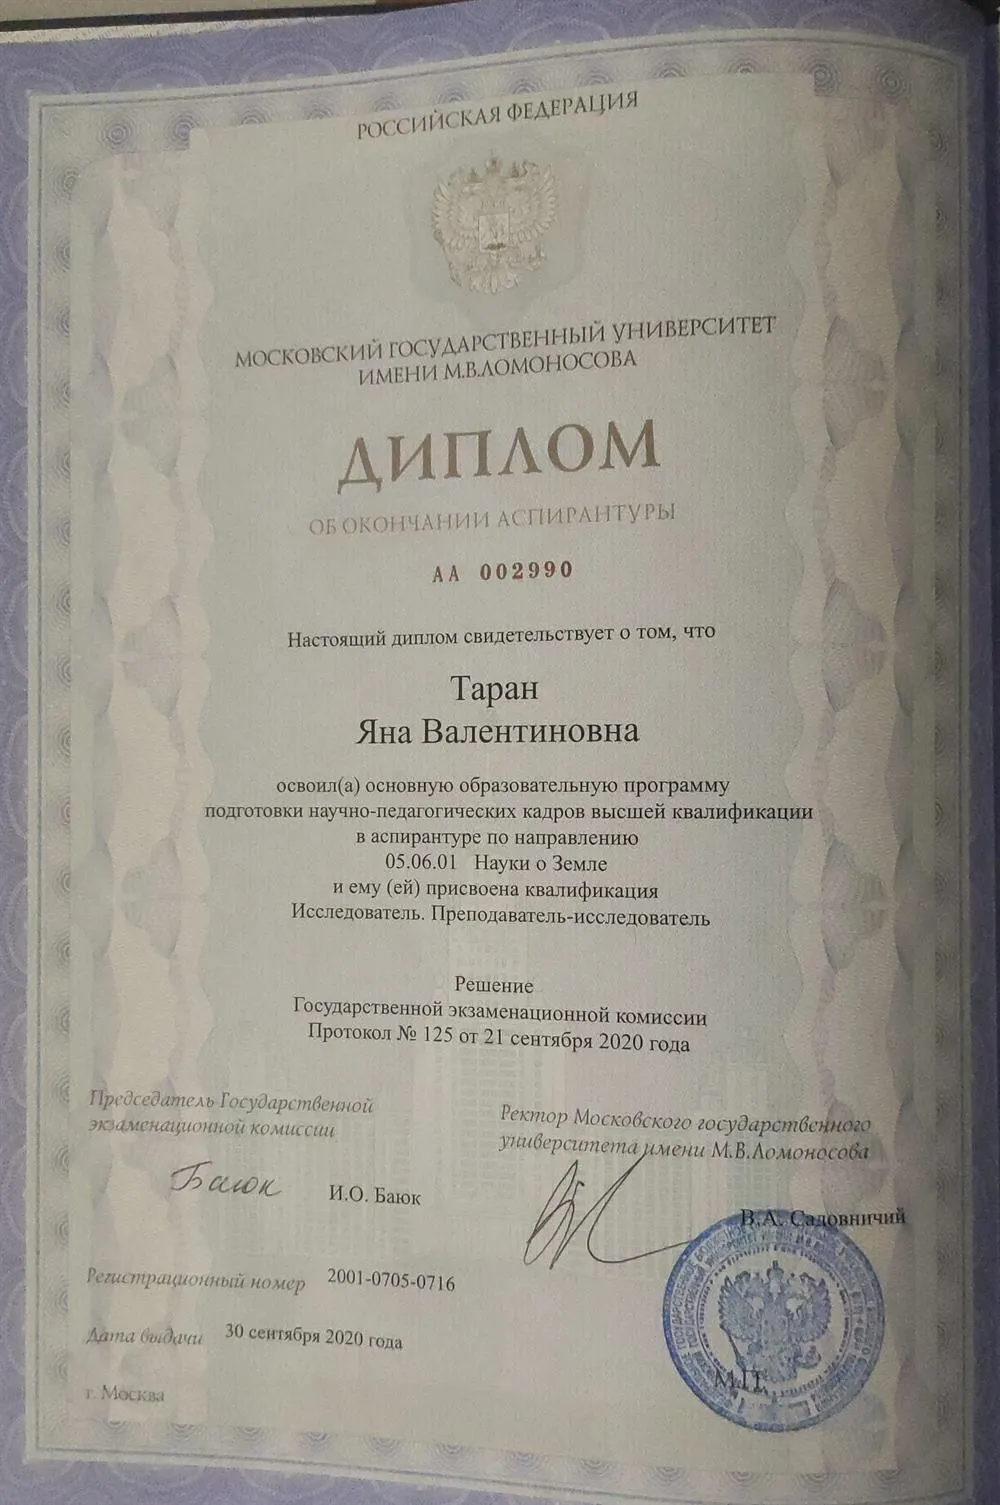 РОССИЙСКАЯ ФЕДЕРАЦИЯ
МОСКОВСКИЙ ГОСУДАРСТВЕННЫЙ УНИВЕРСИТЕТ
ИМЕНИ М.В.ЛОМОНОСОВА
ДИПЛОМ
ОБ ОКОНЧАНИИ АСПИРАНТУРЫ
АА 002990
Настоящий диплом свидетельствует о том, что
Таран
Яна Валентиновна
освоил(а) основную образовательную программу
подготовки научно-педагогических кадров высшей квалификации
в аспирантуре по направлению
05.06.01 Науки о Земле
и ему (ей) присвоена квалификация
Исследователь. Преподаватель-исследователь
Решение
Государственной экзаменационной комиссии
Протокол № 125 от 21 сентября 2020 года
Председатель Государственной
экзаменационной комиссии
Баюк И.О. Баюк
Ректор Московского государственного
университета имени М.В.Ломоносова
В.А. Садовничий
Регистрационный номер 2001-0705-0716
Дата выдачи 30 сентября 2020 года
М.П.
г. Москва